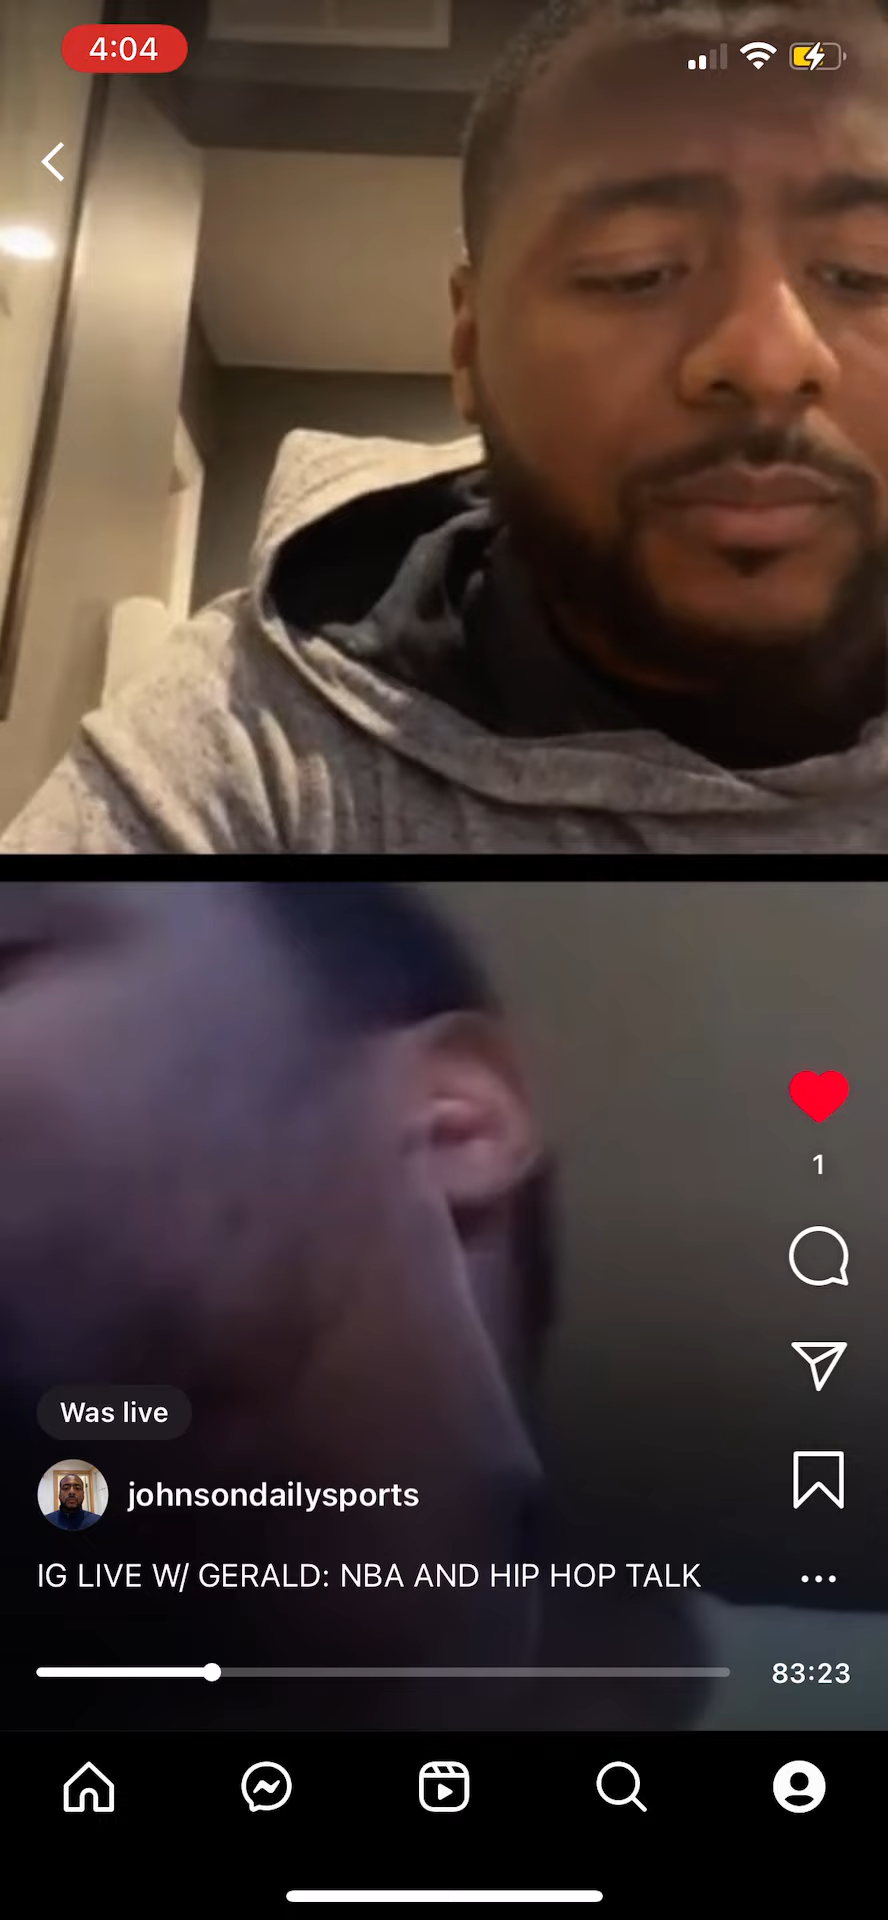 4:04
1
Was live
johnsondailysports
IG LIVE W/ GERALD: NBA AND HIP HOP TALK
83:23